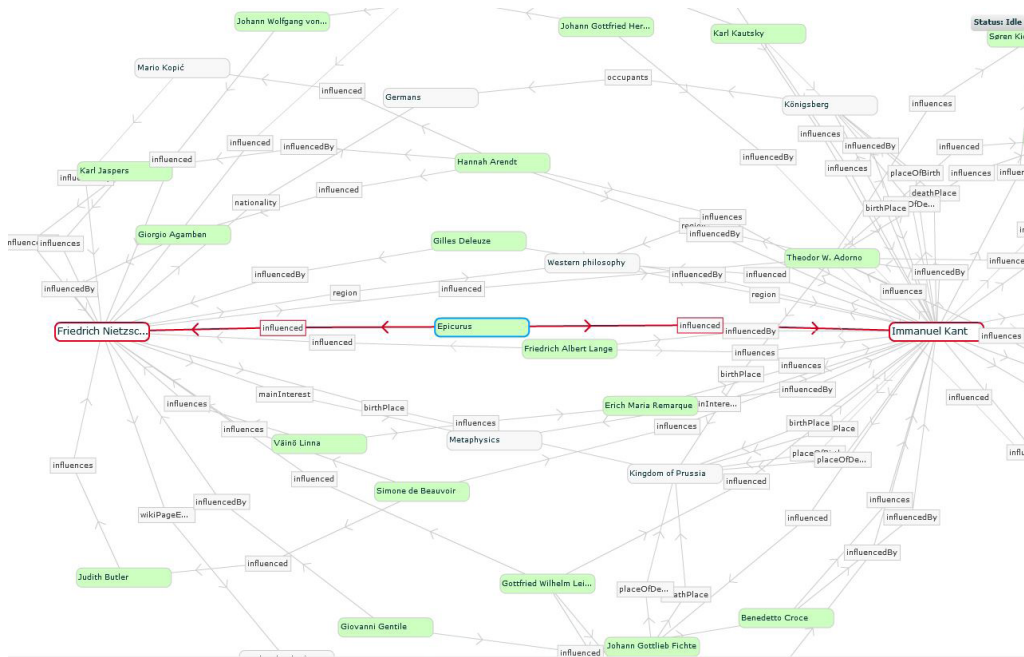 Johann Wolfgang von...
Johann Gottfried Her...
Karl Kautsky
Status: Idle
Mario Kopić
occupants
influenced
Germans
Königsberg
influences
influences
influencedBy
influenced
influenced
influencedBy
influencedBy
Hannah Arendt
influences
Karl Jaspers
placeOfBirth
influences
influenced
deathPlace
nationality
birthPlace
influences
Giorgio Agamben
influencedBy
Gilles Deleuze
influences
Theodor W. Adorno
Western philosophy
influencedBy
influencedBy
influenced
influencedBy
influences
influencedBy
region
influenced
region
Friedrich Nietzsc...
influenced
Epicurus
influenced
influencedBy
Immanuel Kant
influences
influenced
Friedrich Albert Lange
influences
influences
birthPlace
mainInterest
influencedBy
influenced
influences
birthPlace
Erich Maria Remarque
influences
birthPlace
influences
influences
Väinö Linna
Metaphysics
placeOfDe...
influences
influenced
Kingdom of Prussia
influenced
Simone de Beauvoir
influencedBy
influences
wikiPageE...
influenced
influencedBy
influencedBy
influenced
Judith Butler
Gottfried Wilhelm Lei...
placeOfDe...
Benedetto Croce
Giovanni Gentile
Johann Gottlieb Fichte
influenced